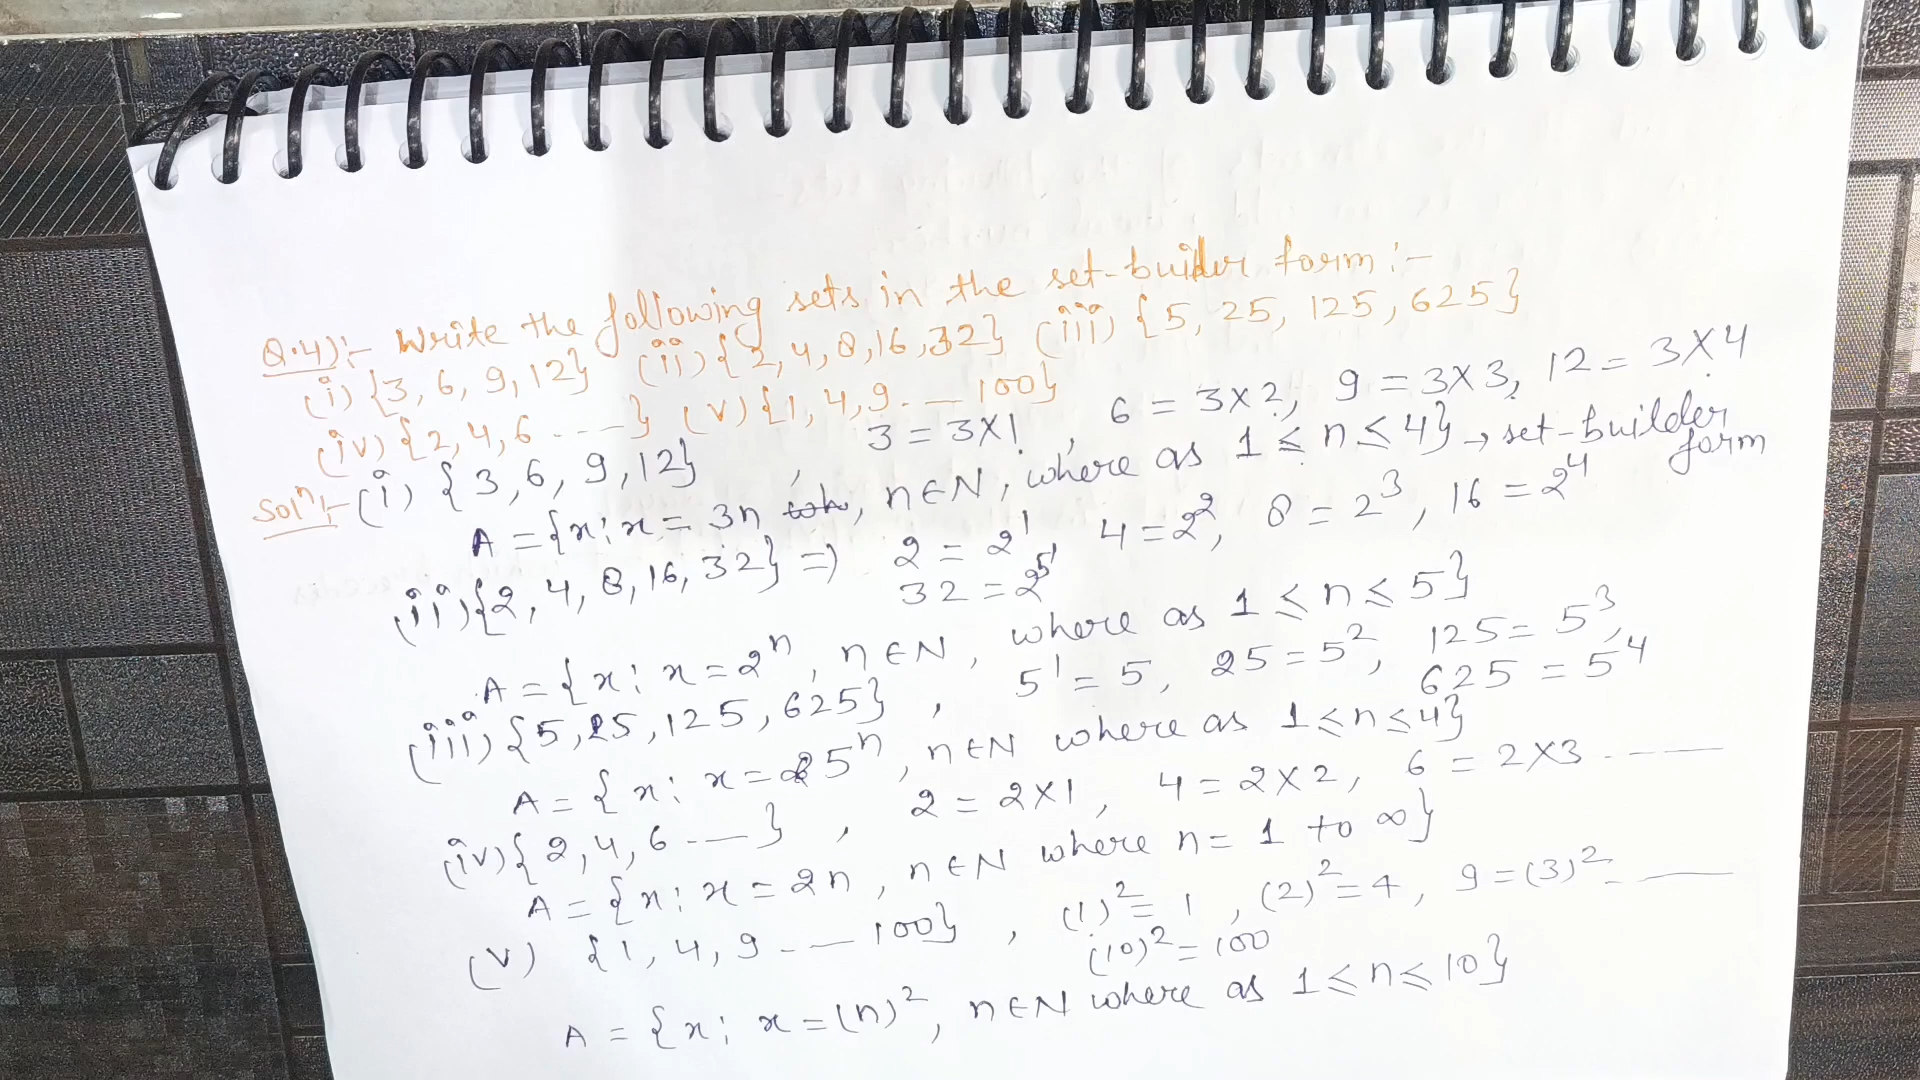 Q.4):- Write the following sets in the set-builder form:-
(i) {3, 6, 9, 12} (ii) {2, 4, 8, 16, 32} (iii) {5, 25, 125, 625}
(iv) {2, 4, 6 ----} (v) {1, 4, 9 -- 100}
Solⁿ:- (i) {3, 6, 9, 12} , 3 = 3×1, 6 = 3×2, 9 = 3×3, 12 = 3×4
A = {x: x = 3n, n∈N, where as 1 ≤ n ≤ 4} → set-builder form
(ii) {2, 4, 8, 16, 32} ⇒ 2 = 2¹, 4 = 2², 8 = 2³, 16 = 2⁴
32 = 2⁵
A = {x: x = 2ⁿ, n∈N, where as 1 ≤ n ≤ 5}
(iii) {5, 25, 125, 625} , 5¹ = 5, 25 = 5², 125 = 5³,
625 = 5⁴
A = {x: x = 5ⁿ, n∈N where as 1 ≤ n ≤ 4}
(iv) {2, 4, 6 ---} , 2 = 2×1, 4 = 2×2, 6 = 2×3 ----
A = {x: x = 2n, n∈N where n = 1 to ∞}
(v) {1, 4, 9 --- 100} , (1)² = 1, (2)² = 4, 9 = (3)² ----
(10)² = 100
A = {x: x = (n)², n∈N where as 1 ≤ n ≤ 10}